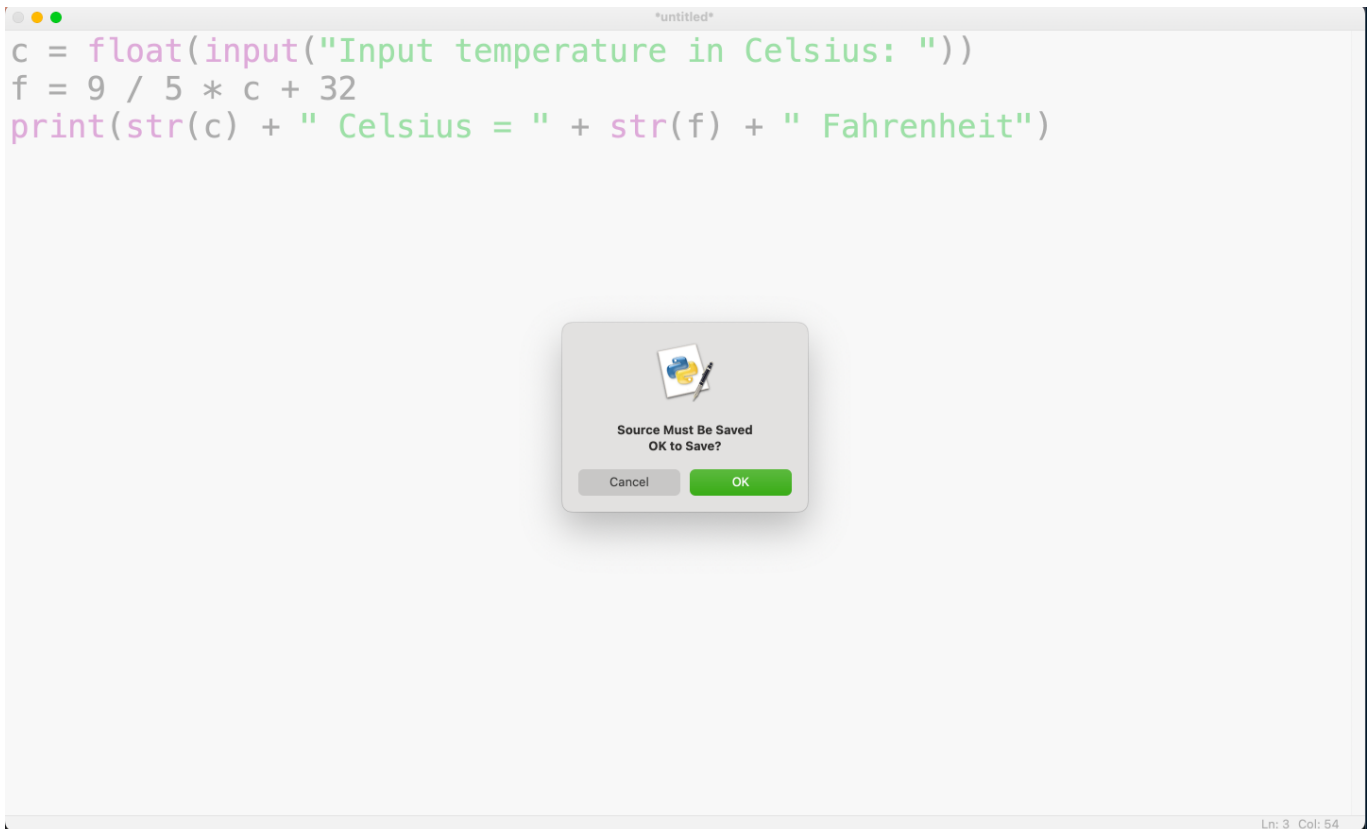 *untitled*
c = float(input("Input temperature in Celsius: "))
f = 9 / 5 * c + 32
print(str(c) + " Celsius = " + str(f) + " Fahrenheit")
Source Must Be Saved
OK to Save?
Cancel OK
Ln: 3 Col: 54